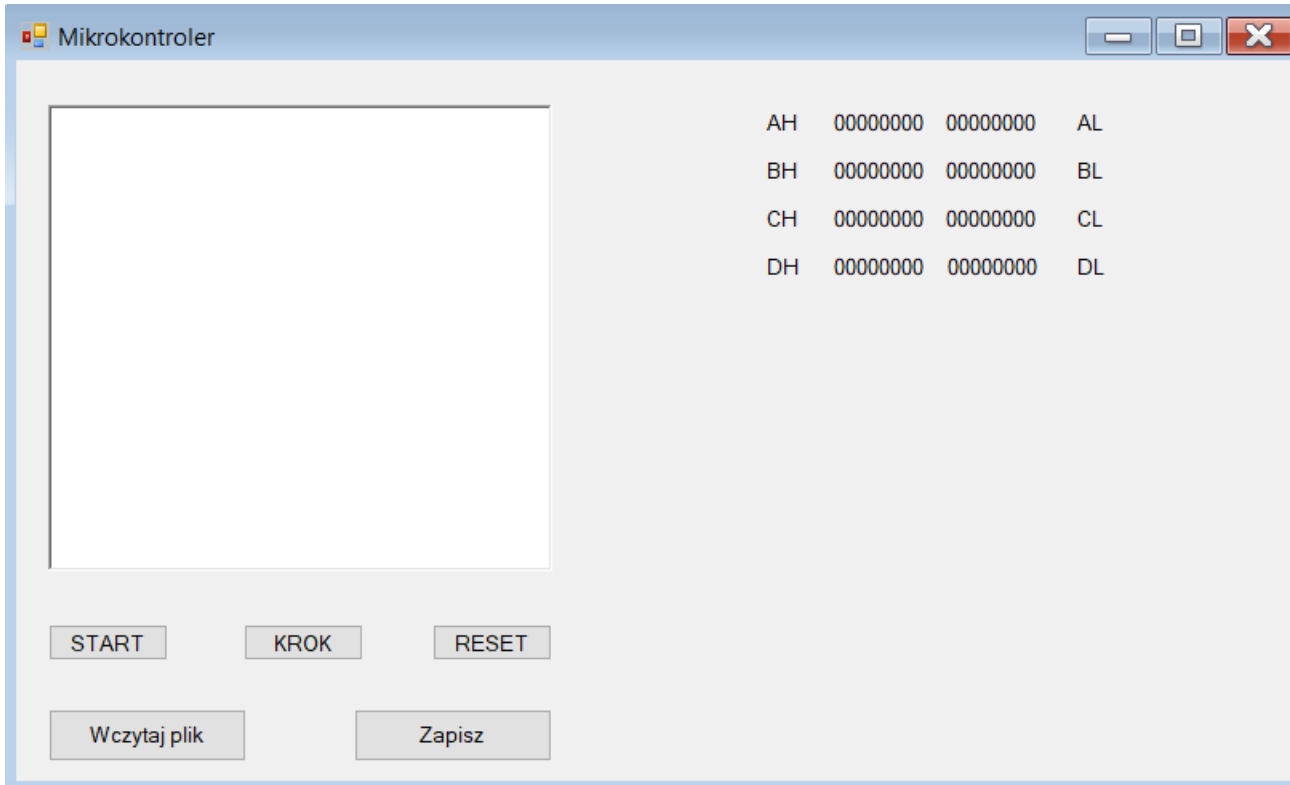 Mikrokontroler
AH 00000000 00000000 AL
BH 00000000 00000000 BL
CH 00000000 00000000 CL
DH 00000000 00000000 DL
START KROK RESET
Wczytaj plik Zapisz